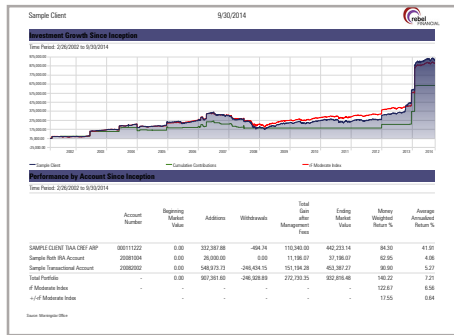 Sample Client
9/30/2014
rebel
FINANCIAL
Investment Growth Since Inception
Time Period: 2/26/2002 to 9/30/2014
2002 2003 2004 2005 2006 2007 2008 2009 2010 2011 2012 2013 2014
Sample Client Cumulative Contributions rF Moderate Index
Performance by Account Since Inception
Time Period: 2/26/2002 to 9/30/2014
Account Number Beginning Market Value Additions Withdrawals Total Gain after Management Fees Ending Market Value Money Weighted Return % Average Annualized Return %
SAMPLE CLIENT TIAA CREF ABP 000111222 0.00 332,387.88 -494.74 110,340.00 442,233.14 84.30 41.91
Sample Roth IRA Account 20081004 0.00 26,000.00 0.00 11,196.07 37,196.07 62.95 4.06
Sample Transactional Account 20082002 0.00 548,973.73 -246,434.15 151,194.28 453,387.27 90.90 5.27
Total Portfolio - 0.00 907,361.60 -246,928.89 272,730.35 932,816.48 140.22 7.21
rF Moderate Index - - - - - - 122.67 6.56
+/-rF Moderate Index - - - - - - 17.55 0.64
Source: Morningstar Office